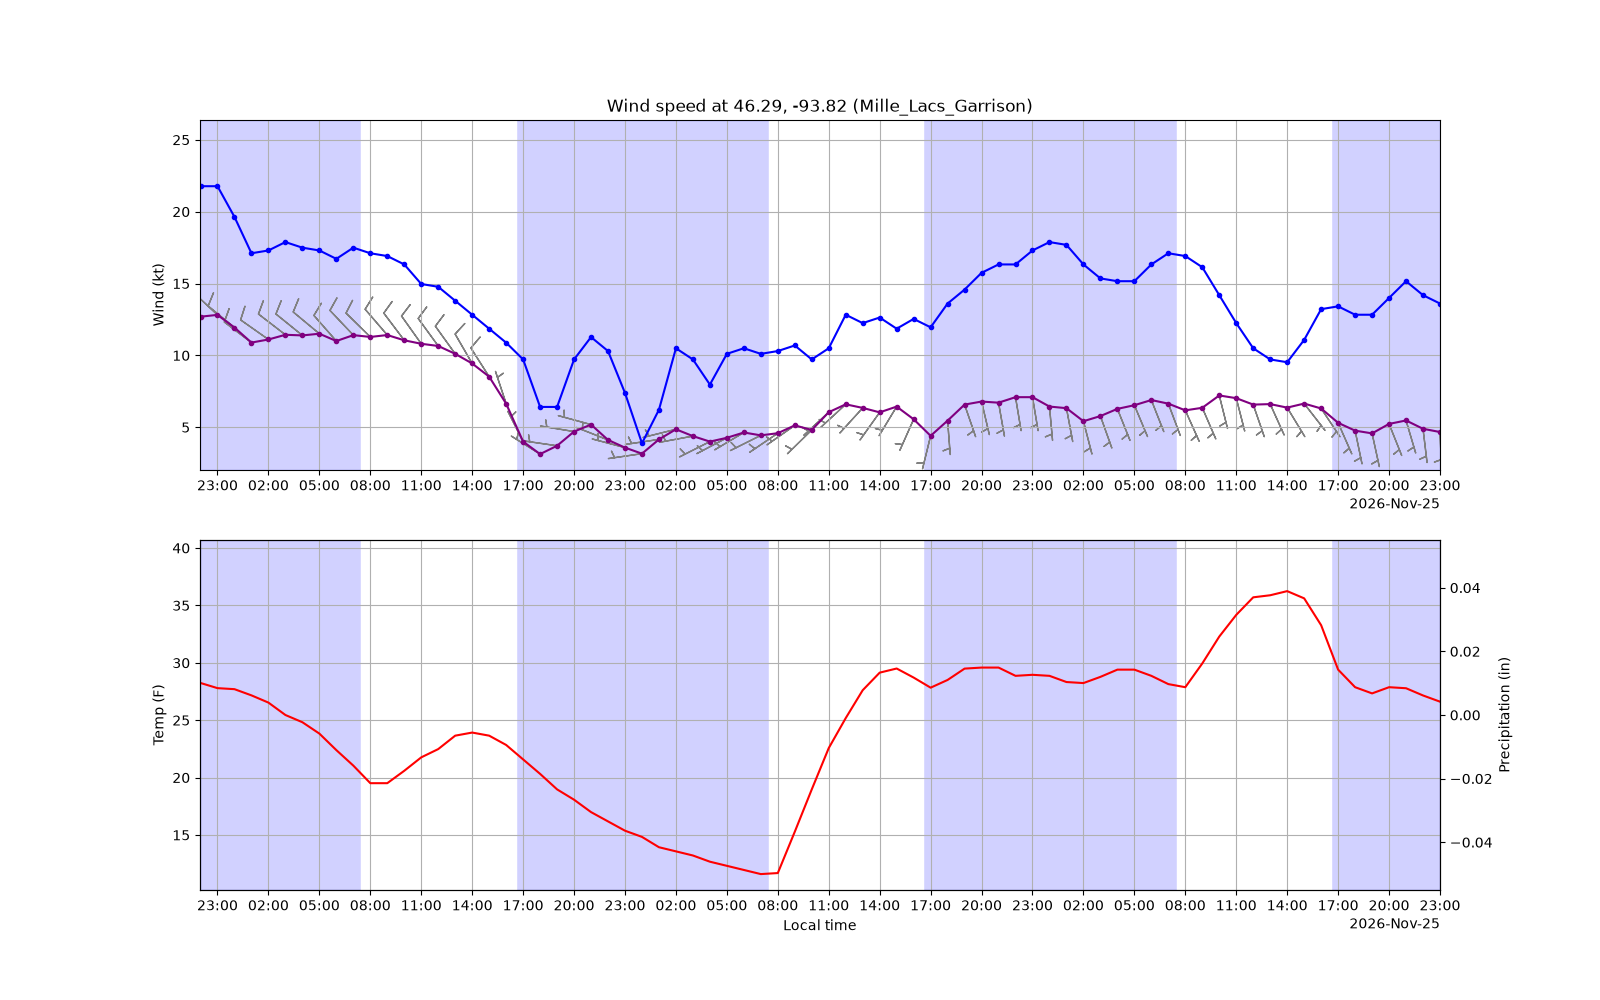 Wind speed at 46.29, -93.82 (Mille_Lacs_Garrison)
25
20
15
10
5
Wind (kt)
23:00 02:00 05:00 08:00 11:00 14:00 17:00 20:00 23:00 02:00 05:00 08:00 11:00 14:00 17:00 20:00 23:00 02:00 05:00 08:00 11:00 14:00 17:00 20:00 23:00
2026-Nov-25
40
35
30
25
20
15
Temp (F)
0.04
0.02
0.00
−0.02
−0.04
Precipitation (in)
23:00 02:00 05:00 08:00 11:00 14:00 17:00 20:00 23:00 02:00 05:00 08:00 11:00 14:00 17:00 20:00 23:00 02:00 05:00 08:00 11:00 14:00 17:00 20:00 23:00
Local time
2026-Nov-25